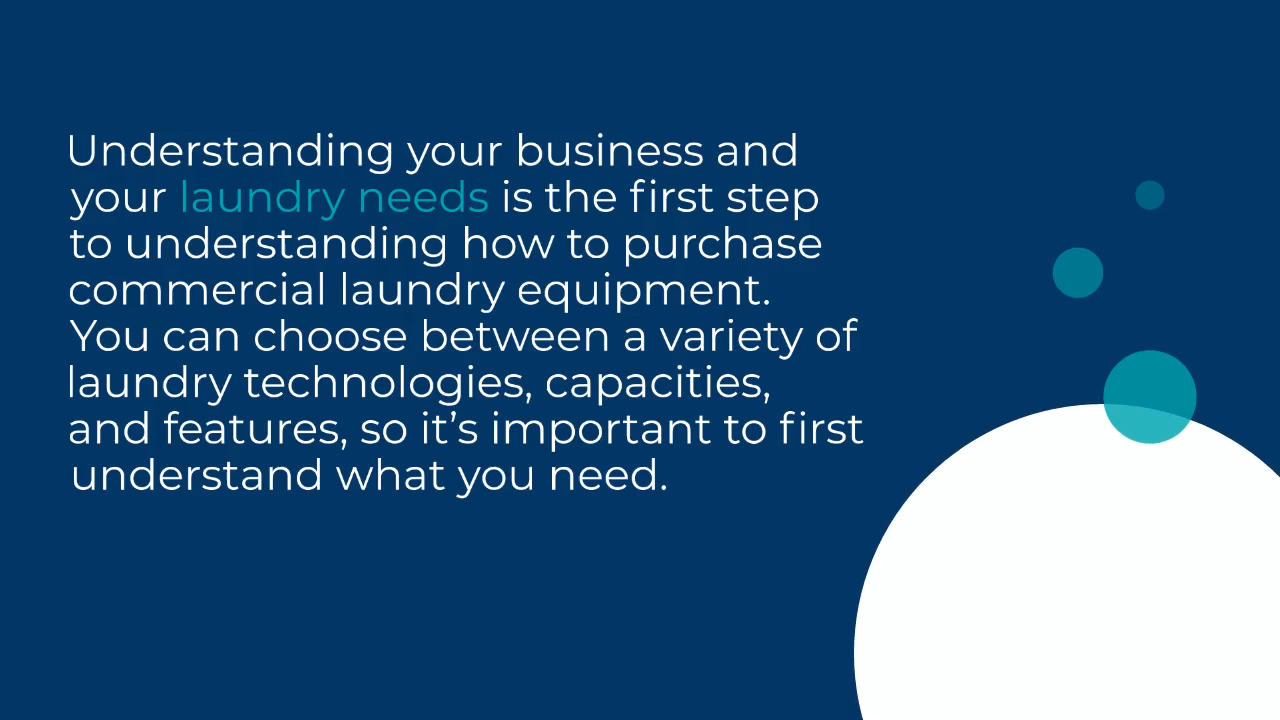 Understanding your business and
your laundry needs is the first step
to understanding how to purchase
commercial laundry equipment.
You can choose between a variety of
laundry technologies, capacities,
and features, so it’s important to first
understand what you need.